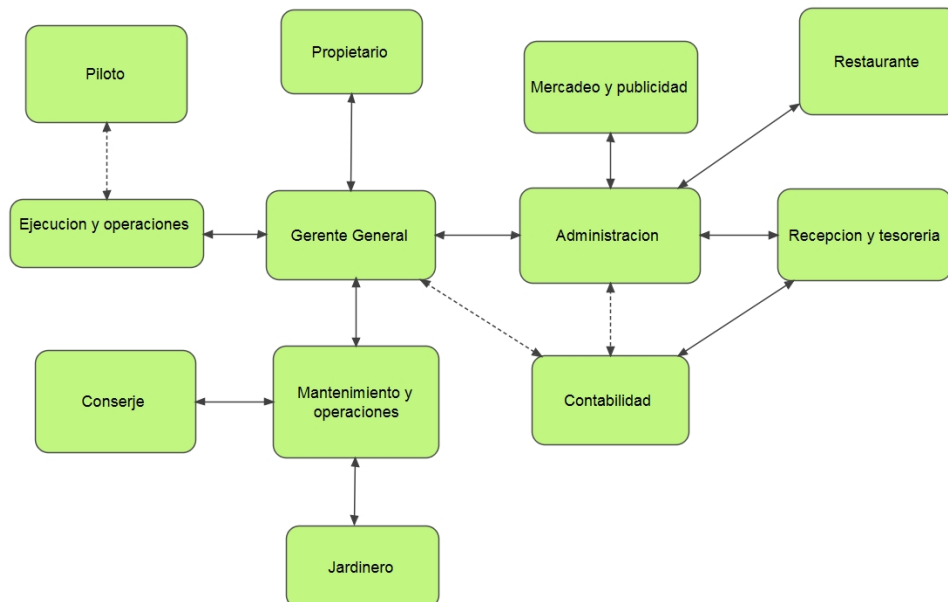 Piloto
Propietario
Mercadeo y publicidad
Restaurante
Ejecucion y operaciones
Gerente General
Administracion
Recepcion y tesoreria
Conserje
Mantenimiento y
operaciones
Contabilidad
Jardinero